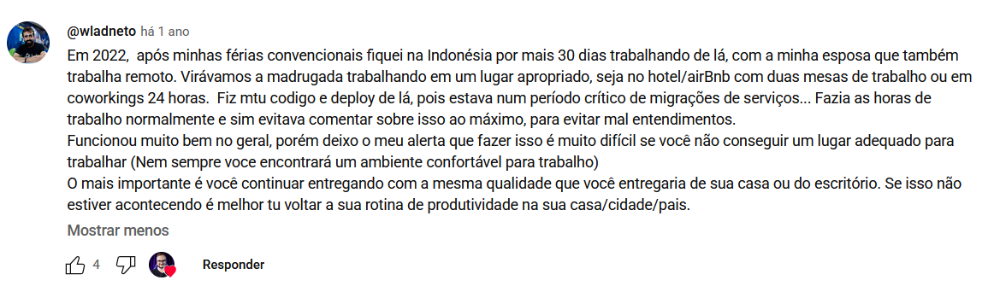 @wladneto há 1 ano
Em 2022,  após minhas férias convencionais fiquei na Indonésia por mais 30 dias trabalhando de lá, com a minha esposa que também
trabalha remoto. Virávamos a madrugada trabalhando em um lugar apropriado, seja no hotel/airBnb com duas mesas de trabalho ou em
coworkings 24 horas.  Fiz mtu codigo e deploy de lá, pois estava num período crítico de migrações de serviços... Fazia as horas de
trabalho normalmente e sim evitava comentar sobre isso ao máximo, para evitar mal entendimentos.
Funcionou muito bem no geral, porém deixo o meu alerta que fazer isso é muito difícil se você não conseguir um lugar adequado para
trabalhar (Nem sempre voce encontrará um ambiente confortável para trabalho)
O mais importante é você continuar entregando com a mesma qualidade que você entregaria de sua casa ou do escritório. Se isso não
estiver acontecendo é melhor tu voltar a sua rotina de produtividade na sua casa/cidade/pais.
Mostrar menos
4 Responder